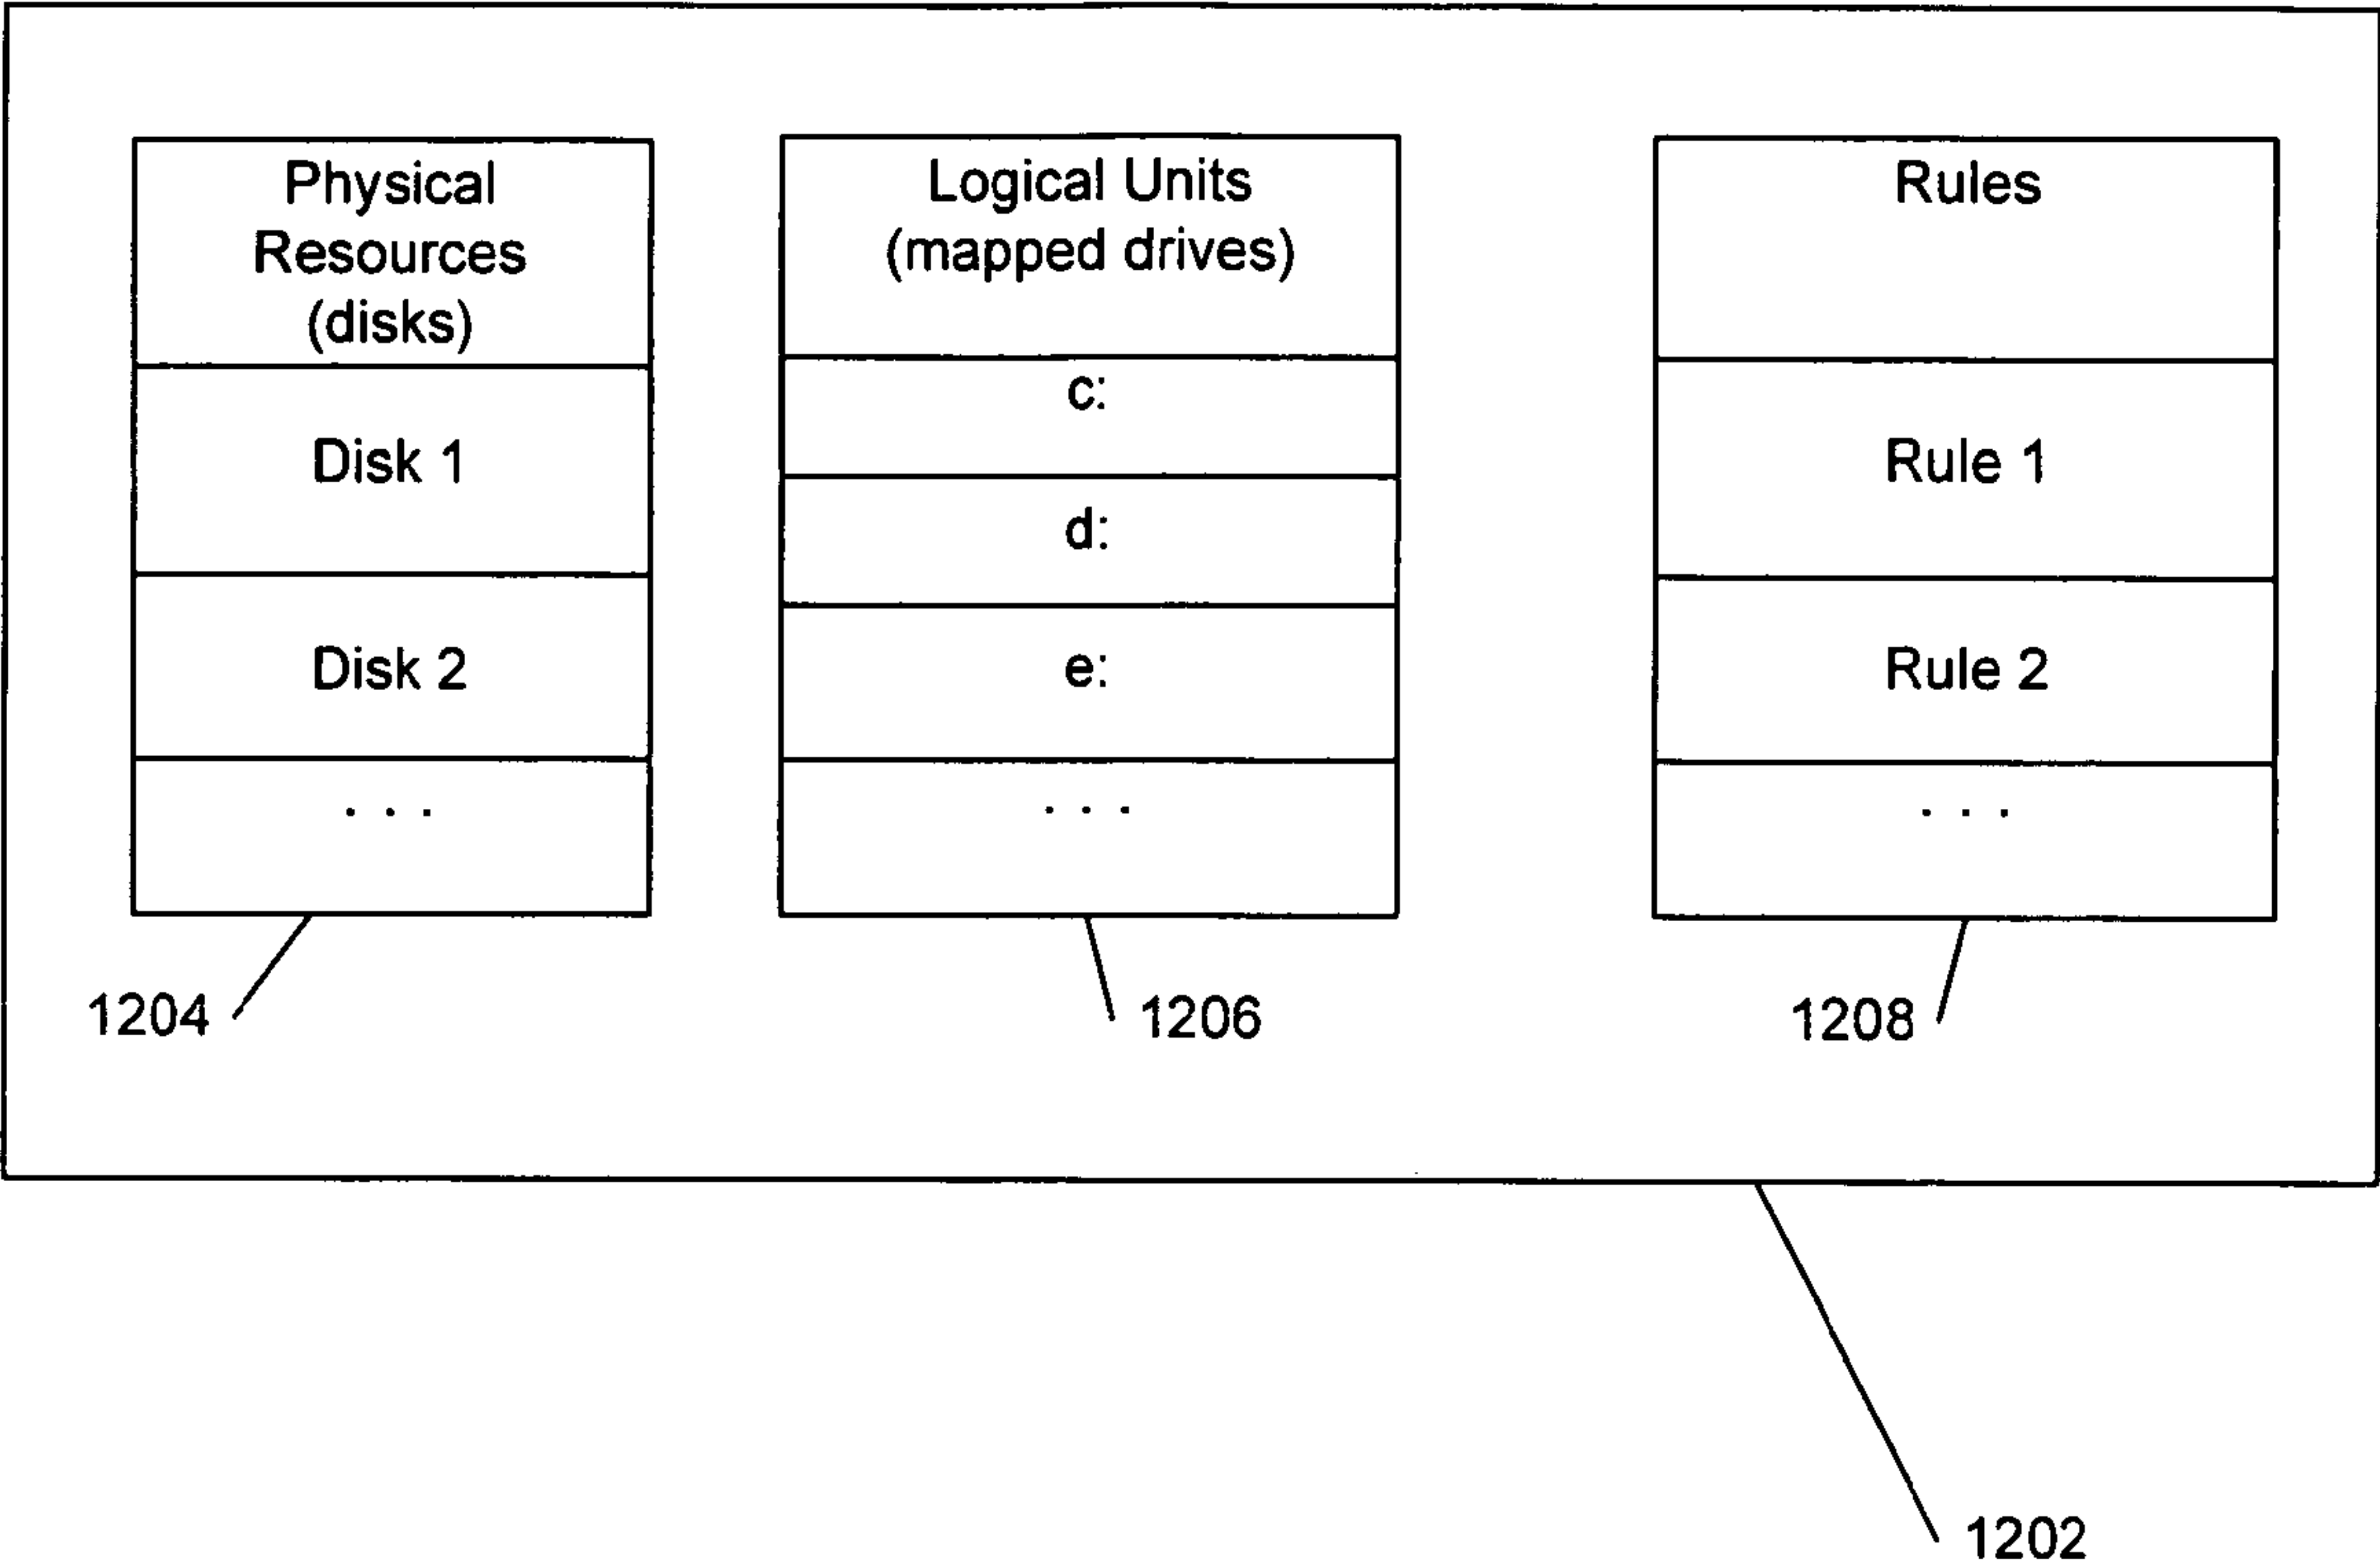 Physical
Resources
(disks)
Disk 1
Disk 2
. . .
1204
Logical Units
(mapped drives)
c:
d:
e:
. . .
1206
Rules
Rule 1
Rule 2
. . .
1208
1202